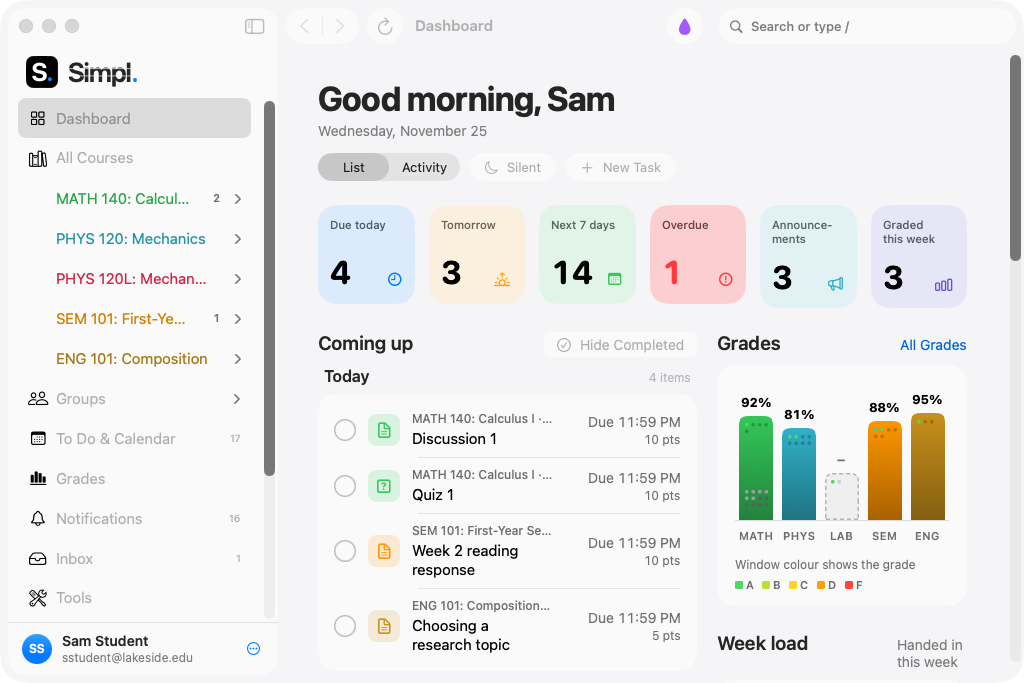 Dashboard
Search or type /
S.
Simpl.
Dashboard
All Courses
MATH 140: Calcul... 2
PHYS 120: Mechanics
PHYS 120L: Mechan...
SEM 101: First-Ye... 1
ENG 101: Composition
Groups
To Do & Calendar 17
Grades
Notifications 16
Inbox 1
Tools
SS
Sam Student
sstudent@lakeside.edu
Good morning, Sam
Wednesday, November 25
List Activity Silent + New Task
Due today
4
Tomorrow
3
Next 7 days
14
Overdue
1
Announce-
ments
3
Graded
this week
3
Coming up
Hide Completed
Today
4 items
MATH 140: Calculus I ·...
Discussion 1
Due 11:59 PM
10 pts
MATH 140: Calculus I ·...
Quiz 1
Due 11:59 PM
10 pts
SEM 101: First-Year Se...
Week 2 reading
response
Due 11:59 PM
10 pts
ENG 101: Composition...
Choosing a
research topic
Due 11:59 PM
5 pts
Grades
All Grades
92% 81% – 88% 95%
MATH PHYS LAB SEM ENG
Window colour shows the grade
A B C D F
Week load
Handed in
this week